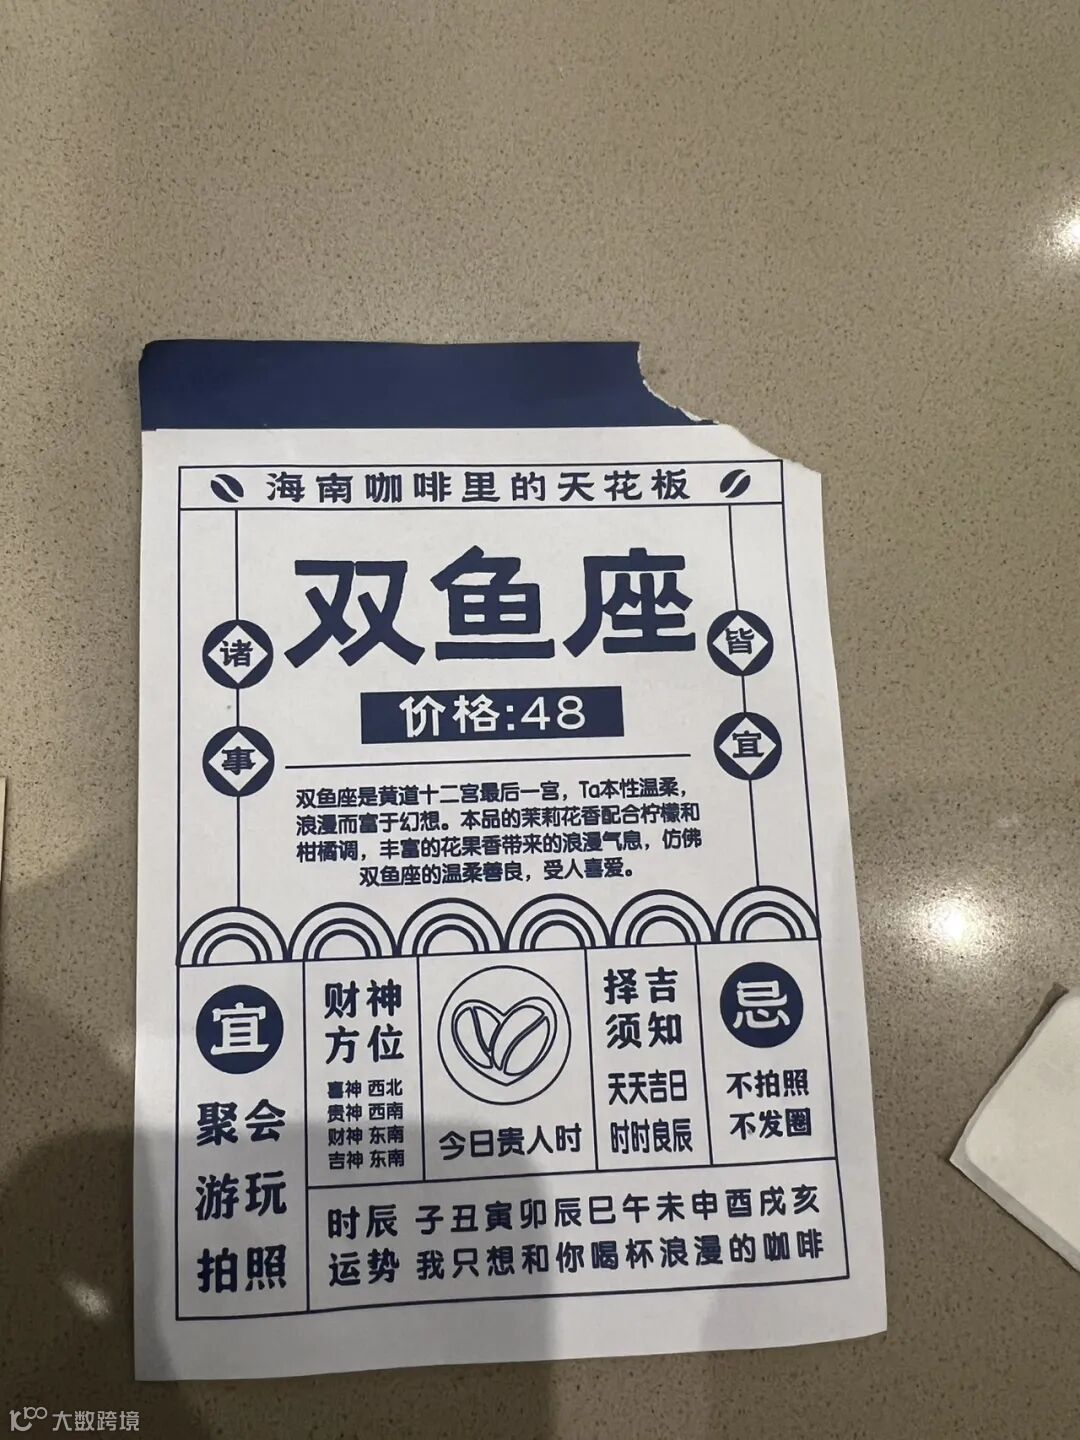 海南咖啡里的天花板
双鱼座
诸事
皆宜
价格:48
双鱼座是黄道十二宫最后一宫，Ta本性温柔，
浪漫而富于幻想。本品的茉莉花香配合柠檬和
柑橘调，丰富的花果香带来的浪漫气息，仿佛
双鱼座的温柔善良，受人喜爱。
宜
聚会
游玩
拍照
财神
方位
喜神 西北
贵神 西南
财神 东南
吉神 东南
今日贵人时
择吉
须知
天天吉日
时时良辰
忌
不拍照
不发圈
时辰 子丑寅卯辰巳午未申酉戌亥
运势 我只想和你喝杯浪漫的咖啡
大数跨境